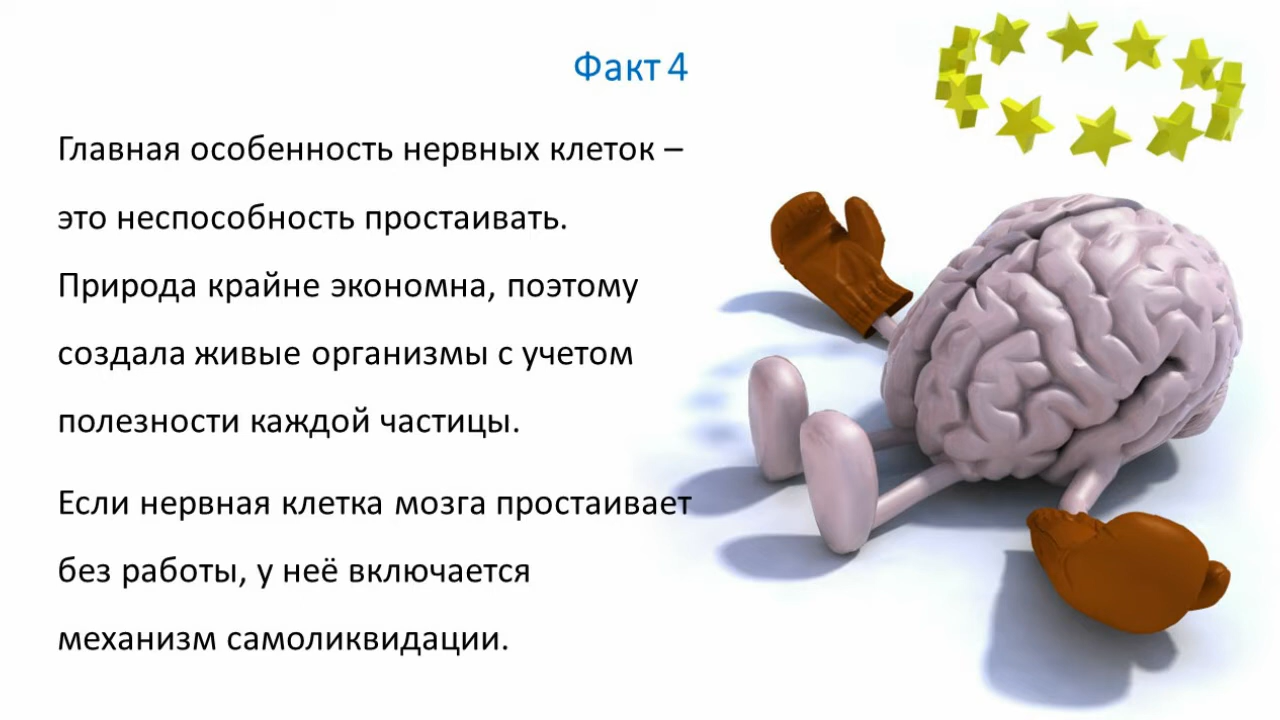 Факт 4
Главная особенность нервных клеток –
это неспособность простаивать.
Природа крайне экономна, поэтому
создала живые организмы с учетом
полезности каждой частицы.
Если нервная клетка мозга простаивает
без работы, у неё включается
механизм самоликвидации.